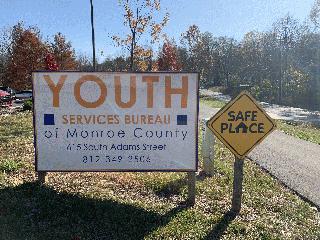 YOUTH
SERVICES BUREAU
of MONROE COUNTY
615 South Adams Street
812-349-2506
SAFE
PLACE